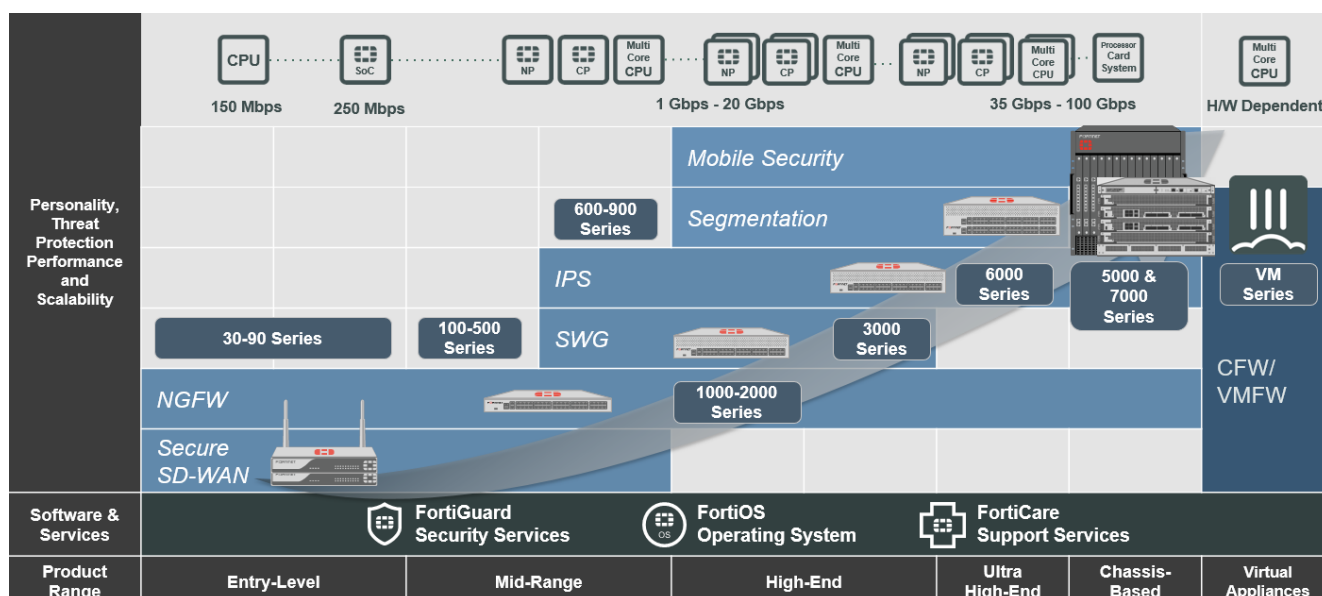 CPU
SoC
NP
CP
Multi
Core
CPU
NP
CP
Multi
Core
CPU
NP
CP
Multi
Core
CPU
Processor
Card
System
Multi
Core
CPU
150 Mbps
250 Mbps
1 Gbps - 20 Gbps
35 Gbps - 100 Gbps
H/W Dependent
Personality,
Threat
Protection
Performance
and
Scalability
Mobile Security
600-900
Series
Segmentation
IPS
6000
Series
5000 &
7000
Series
VM
Series
30-90 Series
100-500
Series
SWG
3000
Series
NGFW
1000-2000
Series
CFW/
VMFW
Secure
SD-WAN
Software &
Services
FortiGuard
Security Services
OS
FortiOS
Operating System
FortiCare
Support Services
Product
Range
Entry-Level
Mid-Range
High-End
Ultra
High-End
Chassis-
Based
Virtual
Appliances